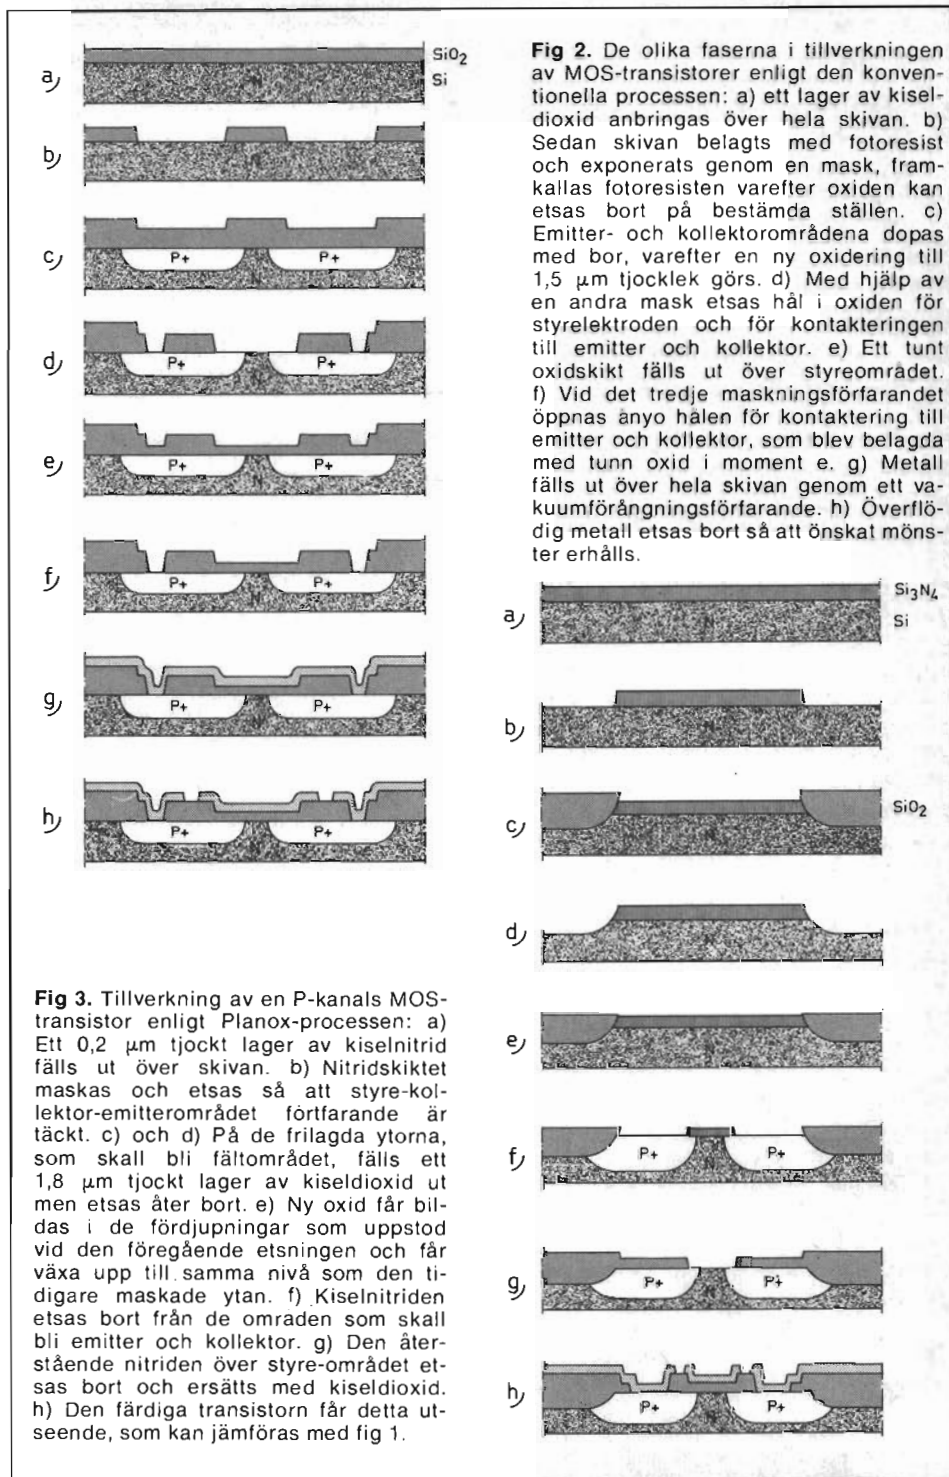 a)
SiO2
Si
N
b)
N
c)
P+
P+
N
d)
P+
P+
N
e)
P+
P+
N
f)
P+
P+
N
g)
P+
P+
N
h)
P+
P+
N
Fig 2. De olika faserna i tillverkningen
av MOS-transistorer enligt den konven-
tionella processen: a) ett lager av kisel-
dioxid anbringas över hela skivan. b)
Sedan skivan belagts med fotoresist
och exponerats genom en mask, fram-
kallas fotoresisten varefter oxiden kan
etsas bort på bestämda ställen. c)
Emitter- och kollektorområdena dopas
med bor, varefter en ny oxidering till
1,5 μm tjocklek görs. d) Med hjälp av
en andra mask etsas hål i oxiden för
styrelektroden och för kontakteringen
till emitter och kollektor. e) Ett tunt
oxidskikt fälls ut över styreområdet.
f) Vid det tredje maskningsförfarandet
öppnas ånyo hålen för kontaktering till
emitter och kollektor, som blev belagda
med tunn oxid i moment e. g) Metall
fälls ut över hela skivan genom ett va-
kuumförångningsförfarande. h) Överflö-
dig metall etsas bort så att önskat möns-
ter erhålls.
a)
Si3N4
Si
N
b)
N
c)
SiO2
N
d)
N
e)
f)
P+
P+
N
g)
P+
P+
N
h)
P+
P+
N
Fig 3. Tillverkning av en P-kanals MOS-
transistor enligt Planox-processen: a)
Ett 0,2 μm tjockt lager av kiselnitrid
fälls ut över skivan. b) Nitridskiktet
maskas och etsas så att styre-kol-
lektor-emitterområdet fortfarande är
täckt. c) och d) På de frilagda ytorna,
som skall bli fältområdet, fälls ett
1,8 μm tjockt lager av kiseldioxid ut
men etsas åter bort. e) Ny oxid får bil-
das i de fördjupningar som uppstod
vid den föregående etsningen och får
växa upp till samma nivå som den ti-
digare maskade ytan. f) Kiselnitriden
etsas bort från de omraden som skall
bli emitter och kollektor. g) Den åter-
stående nitriden över styre-området et-
sas bort och ersätts med kiseldioxid.
h) Den färdiga transistorn får detta ut-
seende, som kan jämföras med fig 1.